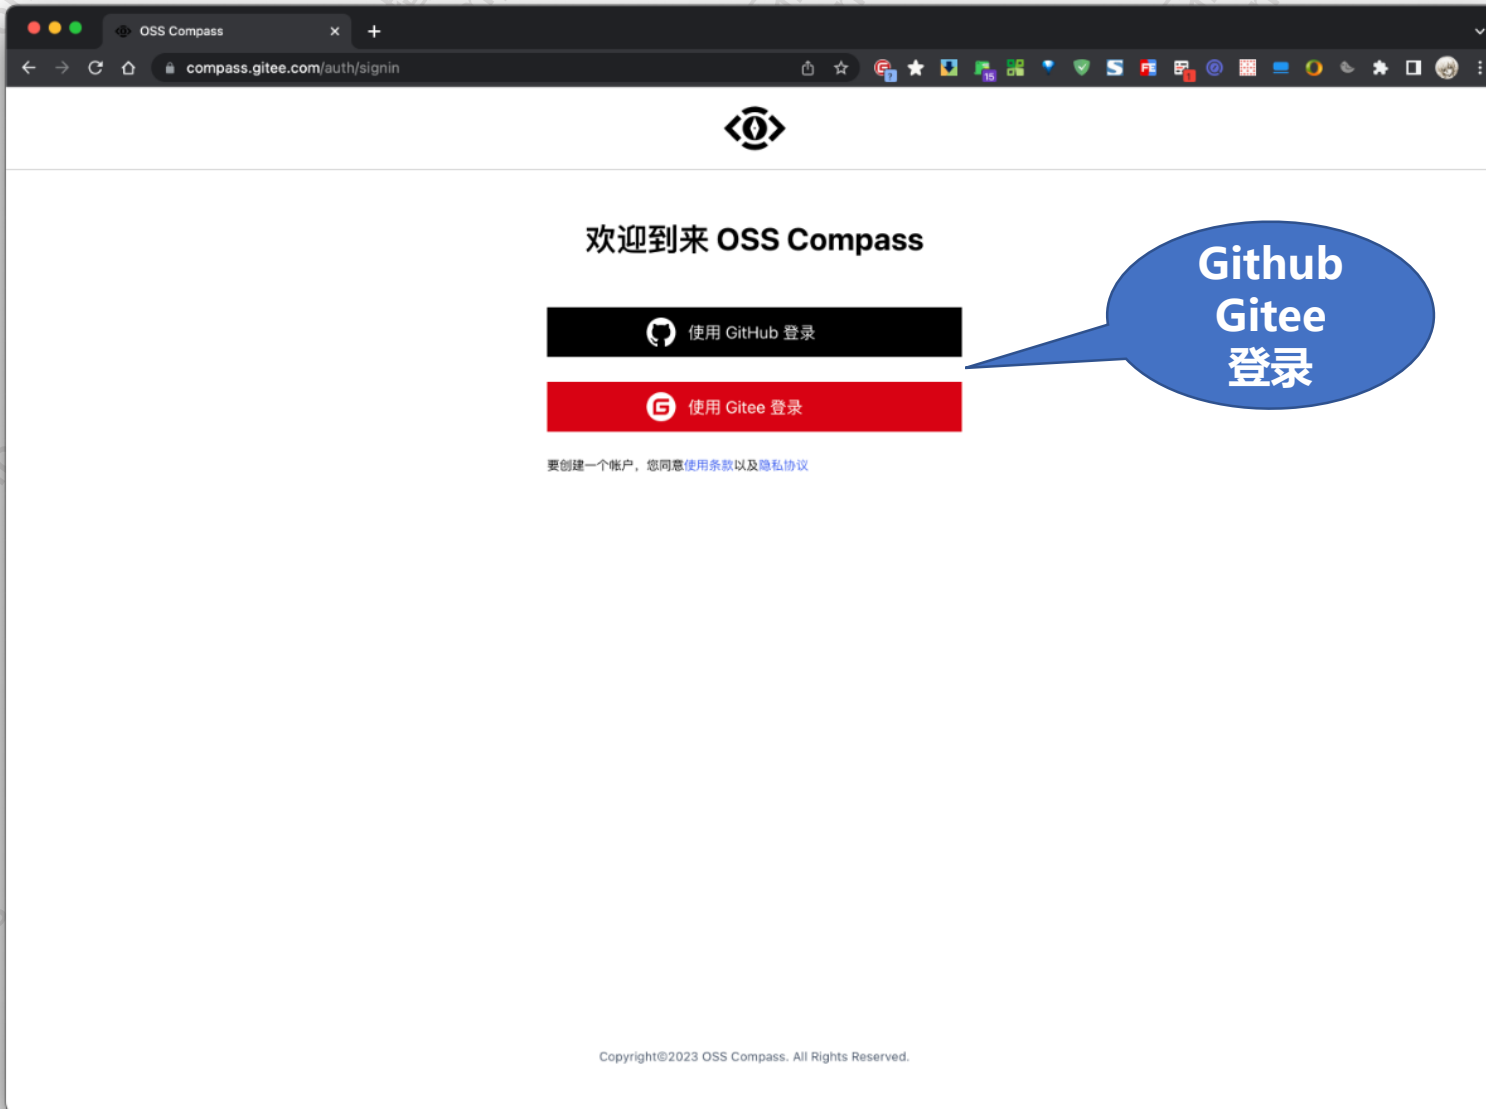 OSS Compass
compass.gitee.com/auth/signin
15
欢迎到来 OSS Compass
使用 GitHub 登录
使用 Gitee 登录
要创建一个帐户，您同意使用条款以及隐私协议
Github
Gitee
登录
Copyright©2023 OSS Compass. All Rights Reserved.